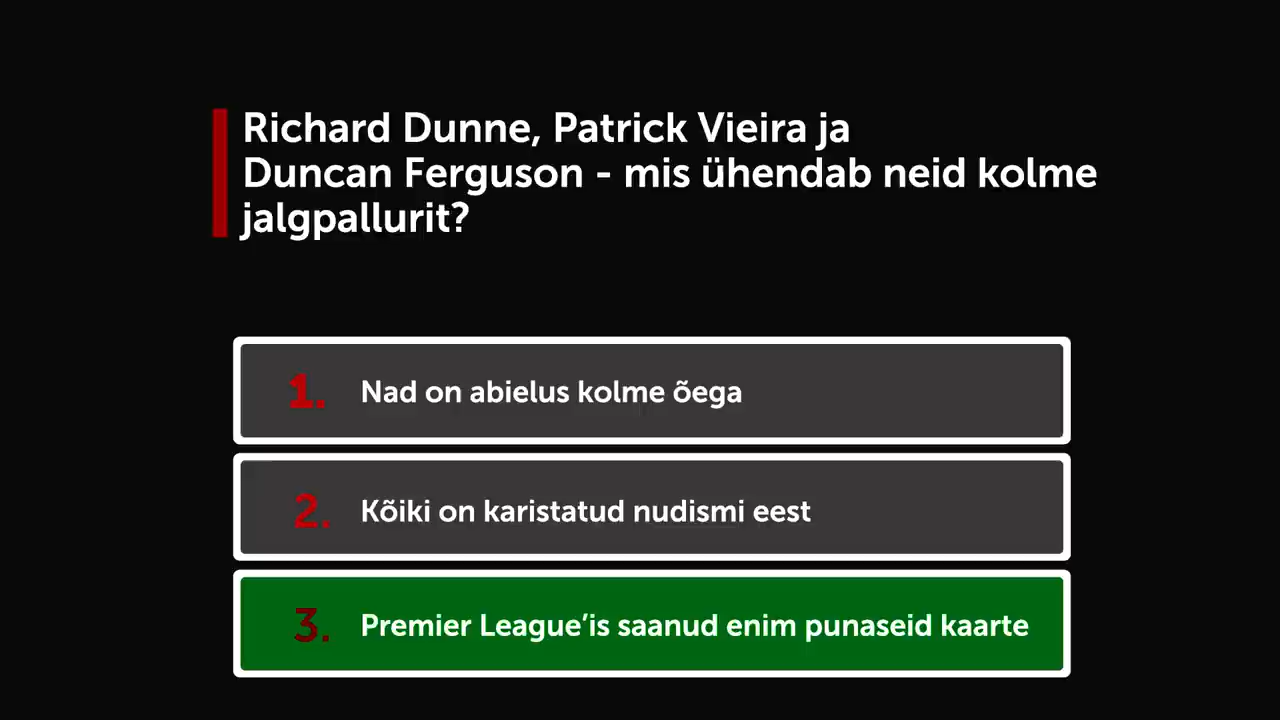 Richard Dunne, Patrick Vieira ja
Duncan Ferguson - mis ühendab neid kolme
jalgpallurit?
1. Nad on abielus kolme õega
2. Kõiki on karistatud nudismi eest
3. Premier League’is saanud enim punaseid kaarte